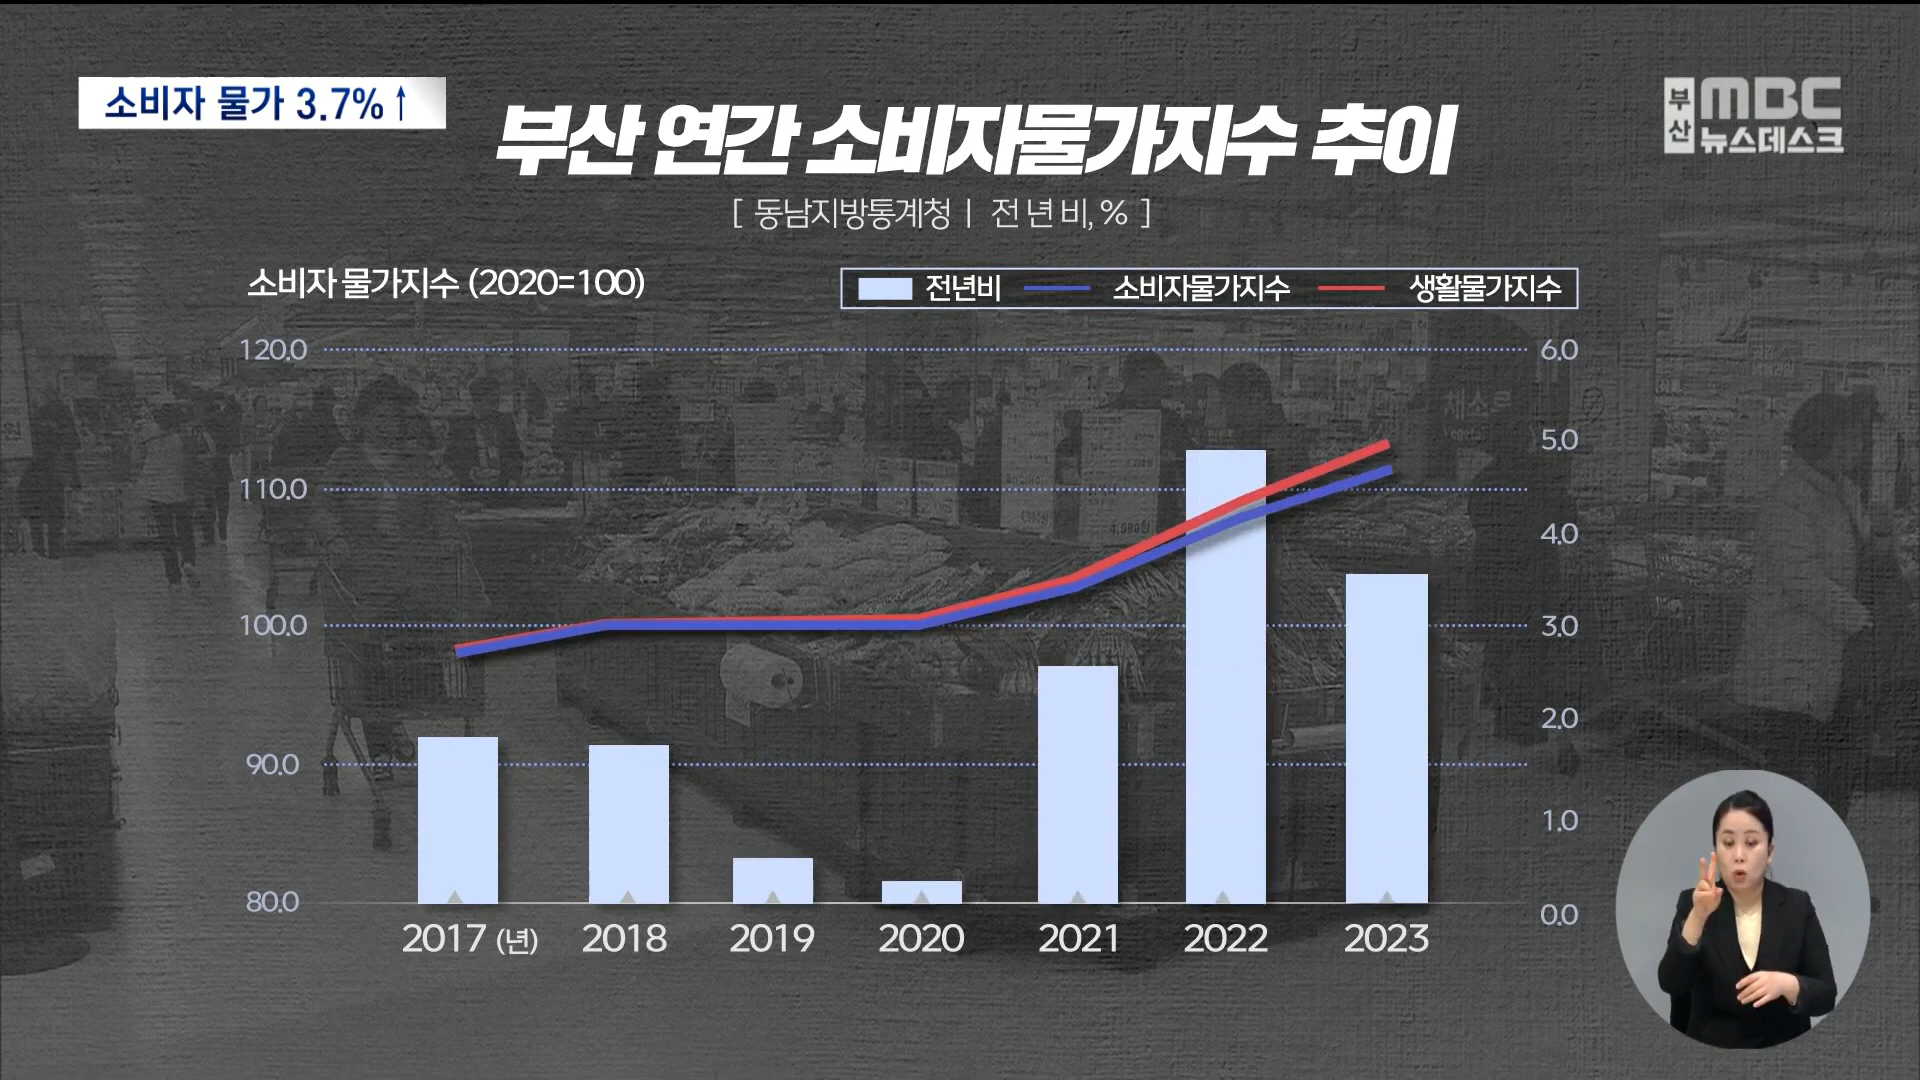 소비자 물가 3.7%↑
부산 MBC
뉴스데스크
부산 연간 소비자물가지수 추이
[ 동남지방통계청 | 전년비, % ]
소비자 물가지수 (2020=100)
전년비 소비자물가지수 생활물가지수
120.0 6.0
5.0
110.0
4.0
100.0 3.0
2.0
90.0
1.0
80.0
0.0
2017 (년) 2018 2019 2020 2021 2022 2023